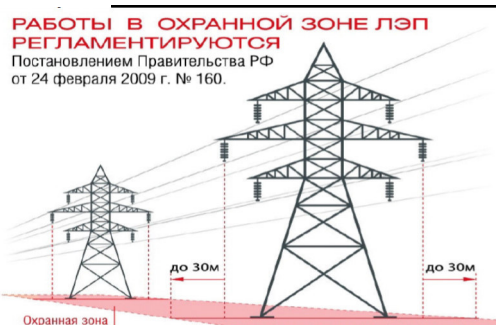 РАБОТЫ В ОХРАННОЙ ЗОНЕ ЛЭП
РЕГЛАМЕНТИРУЮТСЯ
Постановлением Правительства РФ
от 24 февраля 2009 г. № 160.
до 30м
до 30м
Охранная зона